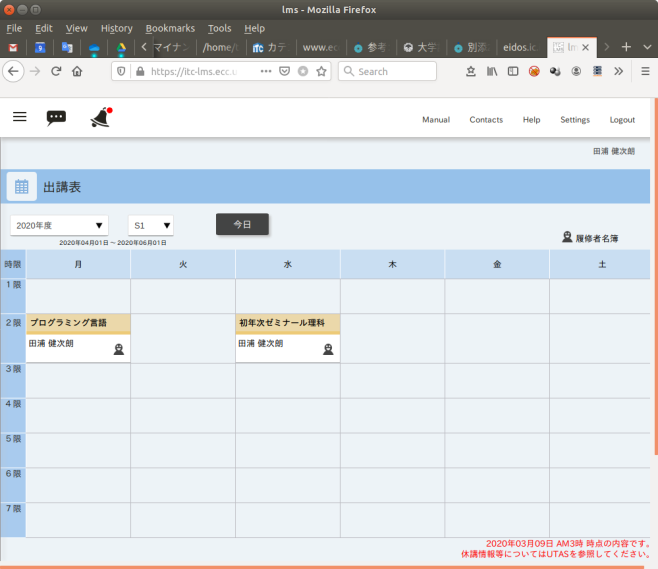 lms - Mozilla Firefox
File Edit View History Bookmarks Tools Help
マイナン /home/ カテ www.ec 参考 大学 別添 eidos.ic.
https://itc-lms.ecc.u Search
Manual Contacts Help Settings Logout
田浦 健次朗
出講表
2020年度 S1 今日
2020年04月01日 ~ 2020年06月01日
履修者名簿
時限 月 火 水 木 金 土
1 限
2 限 プログラミング言語 初年次ゼミナール理科
田浦 健次朗 田浦 健次朗
3 限
4 限
5 限
6 限
7 限
2020年03月09日 AM3時 時点の内容です。
休講情報等についてはUTASを参照してください。